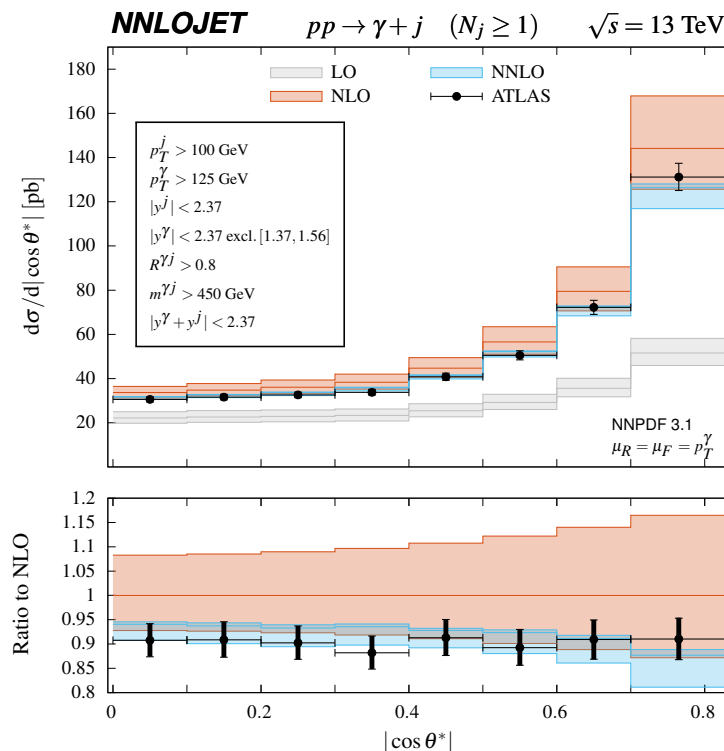 NNLOJET pp → γ + j (N_j ≥ 1) √s = 13 TeV
180
160
140
120
100
80
60
40
20
dσ/d|cosθ*| [pb]
LO
NLO
NNLO
ATLAS
p_T^j > 100 GeV
p_T^γ > 125 GeV
|y^j| < 2.37
|y^γ| < 2.37 excl. [1.37, 1.56]
R^{γj} > 0.8
m^{γj} > 450 GeV
|y^γ + y^j| < 2.37
NNPDF 3.1
μ_R = μ_F = p_T^γ
1.2
1.15
1.1
1.05
1
0.95
0.9
0.85
0.8
Ratio to NLO
0 0.2 0.4 0.6 0.8
|cosθ*|